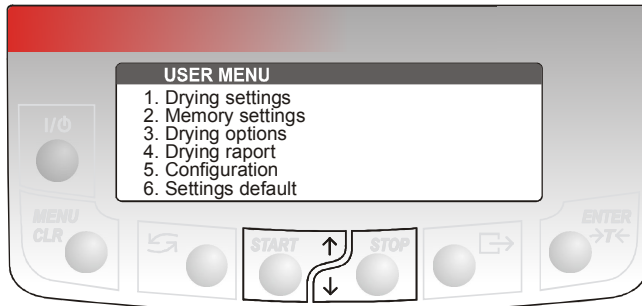 USER MENU
1. Drying settings
2. Memory settings
3. Drying options
4. Drying raport
5. Configuration
6. Settings default
I/⏻
MENU
CLR
START ↑
↓ STOP
ENTER
→T←